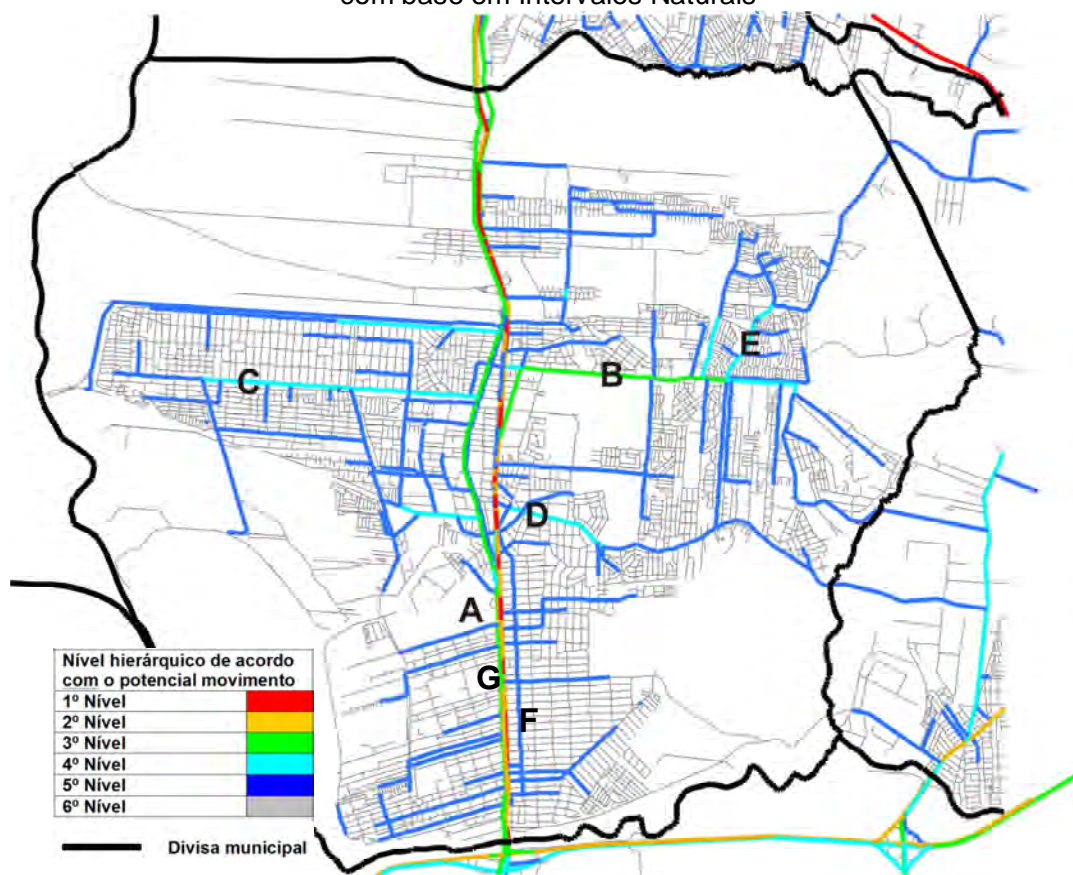 com base em Intervalos Naturais
E
B
C
D
A
G
F
Nível hierárquico de acordo
com o potencial movimento
1º Nível
2º Nível
3º Nível
4º Nível
5º Nível
6º Nível
Divisa municipal